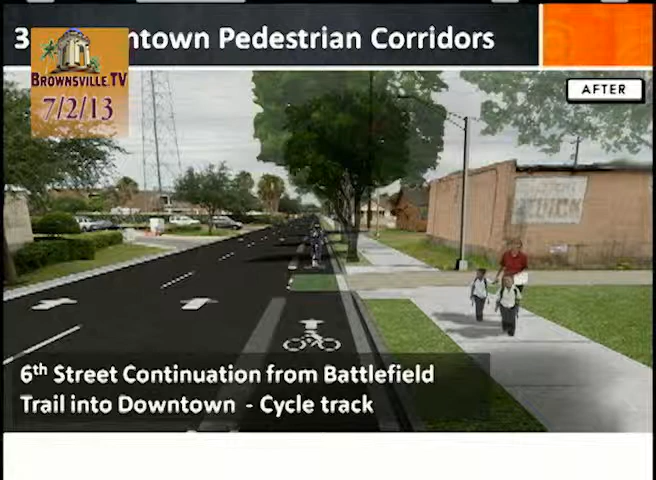 3 ntown Pedestrian Corridors
BROWNSVILLE.TV
7/2/13
AFTER
6th Street Continuation from Battlefield
Trail into Downtown - Cycle track